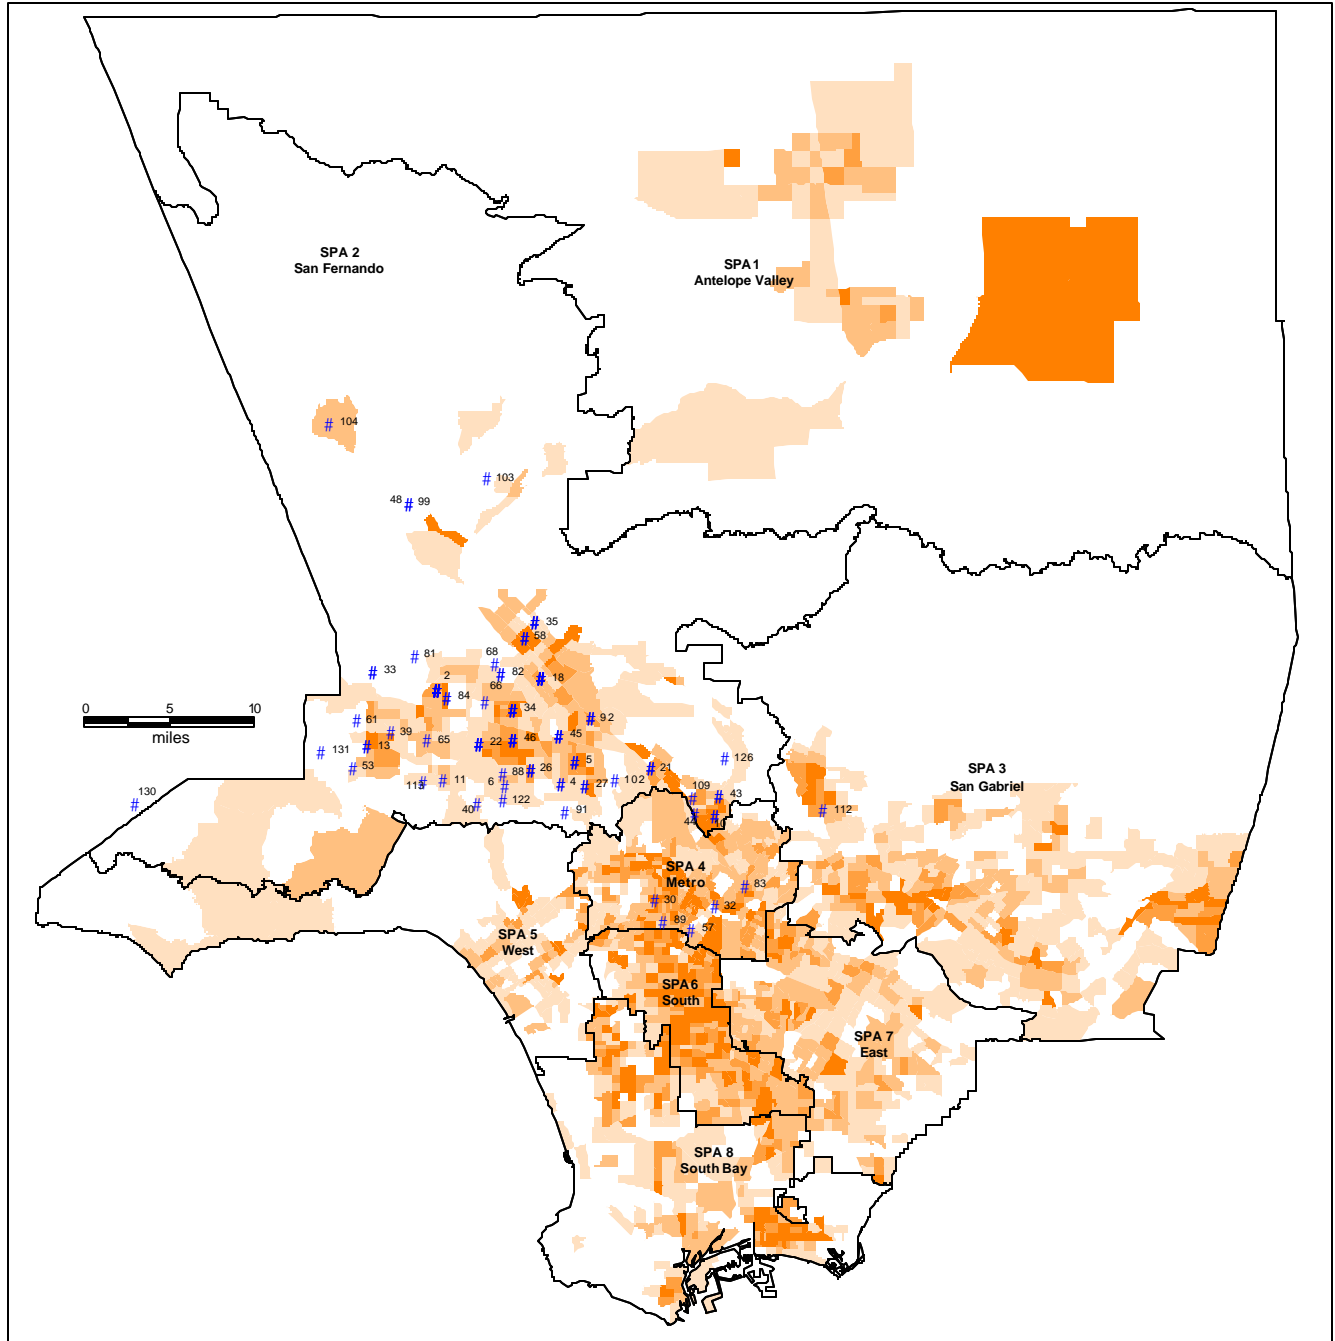 SPA 2
San Fernando
SPA 1
Antelope Valley
# 104
# 103
48 # 99
# 35
# 58
# 81
68 #
# 33
# 82
# 18
2
#
# 84
66
#
# 34
# 61
# 92
0 5 10
miles
# 39
# 13
# 65
# 22
# 46
# 45
# 131
# 53
# 5
# 21
# 126
SPA 3
San Gabriel
# 88
# 26
113 #
# 11
6 #
# 4
# 27
# 102
109
#
# 43
130
#
40 #
# 122
# 91
44 #
# 10
# 112
SPA 4
Metro
# 83
# 30
# 32
# 89
# 57
SPA 5
West
SPA 6
South
SPA 7
East
SPA 8
South Bay